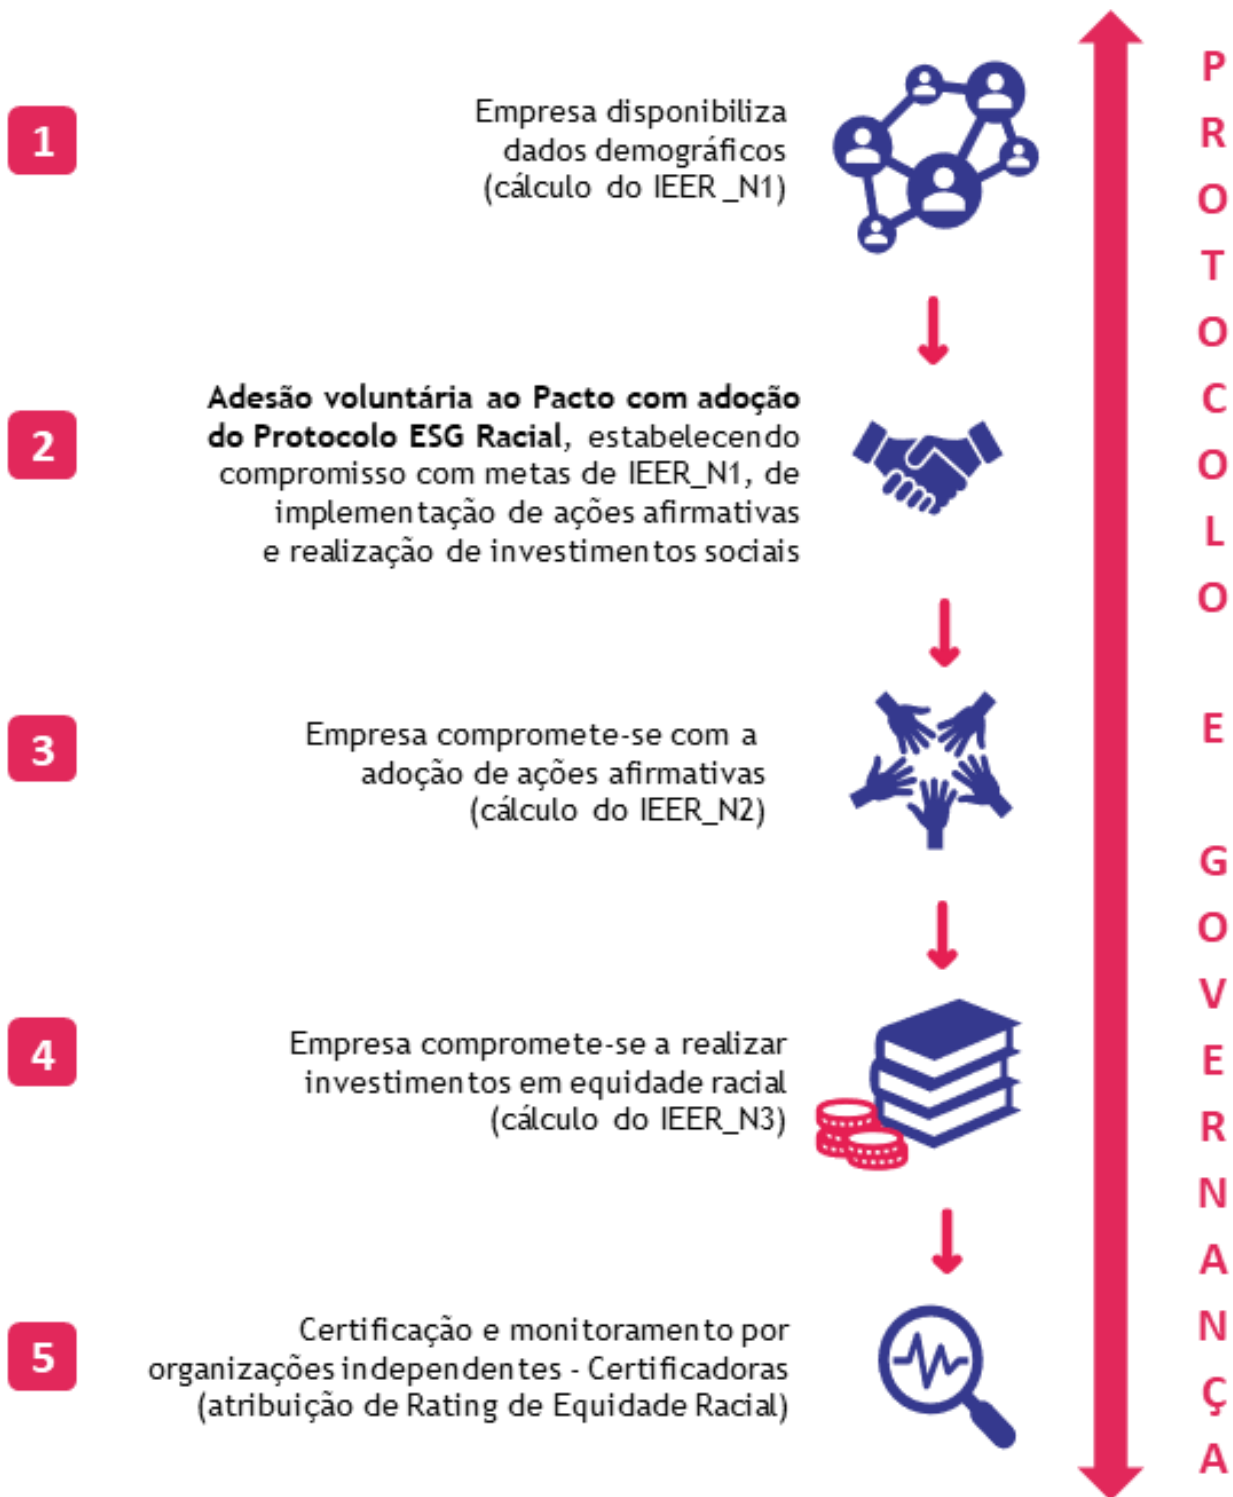 1
Empresa disponibiliza
dados demográficos
(cálculo do IEER_N1)
2
Adesão voluntária ao Pacto com adoção
do Protocolo ESG Racial, estabelecendo
compromisso com metas de IEER_N1, de
implementação de ações afirmativas
e realização de investimentos sociais
3
Empresa compromete-se com a
adoção de ações afirmativas
(cálculo do IEER_N2)
4
Empresa compromete-se a realizar
investimentos em equidade racial
(cálculo do IEER_N3)
5
Certificação e monitoramento por
organizações independentes - Certificadoras
(atribuição de Rating de Equidade Racial)
PROTOCOLO E GOVERNANÇA